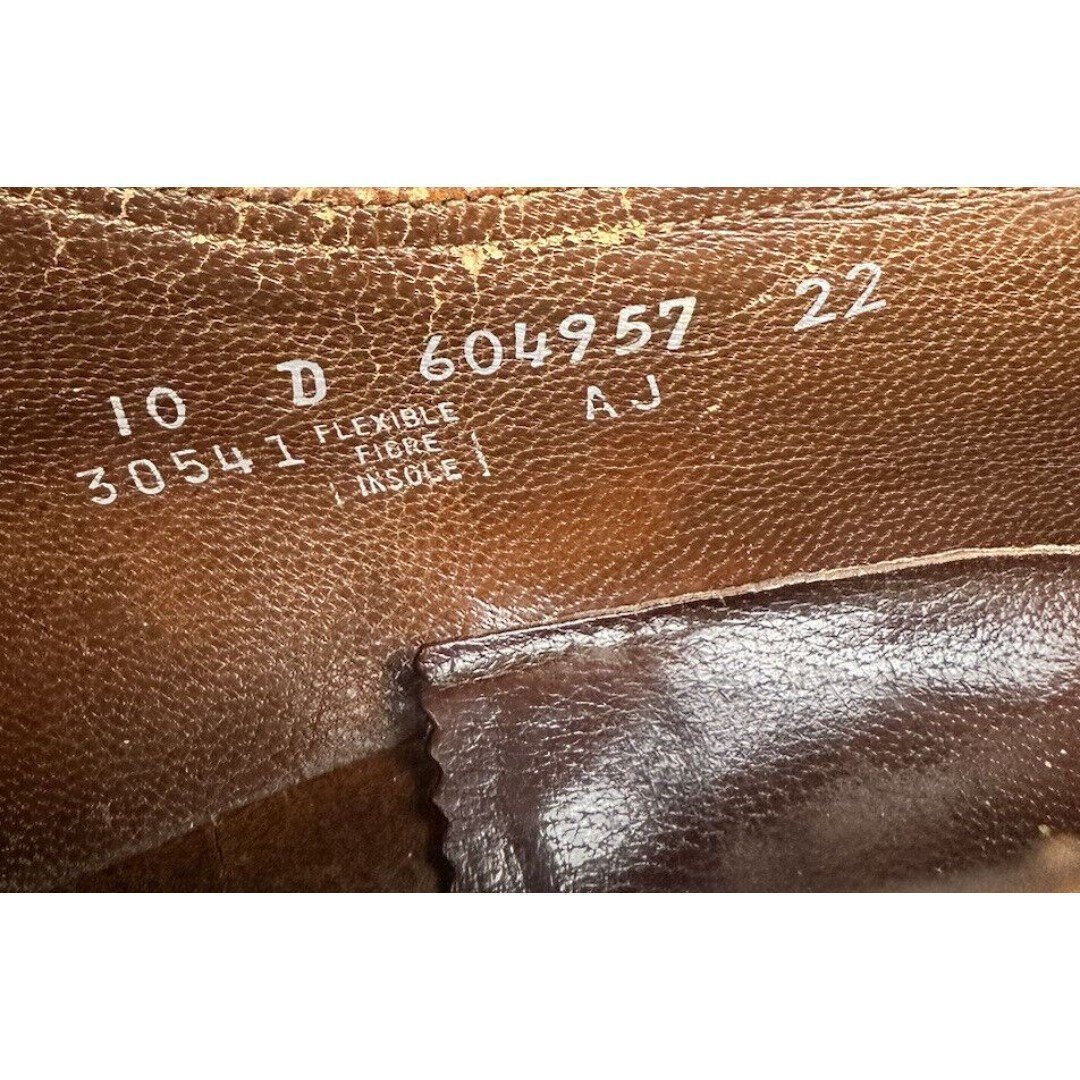 10 D 604957 22
30541 FLEXIBLE AJ
FIBRE
INSOLE